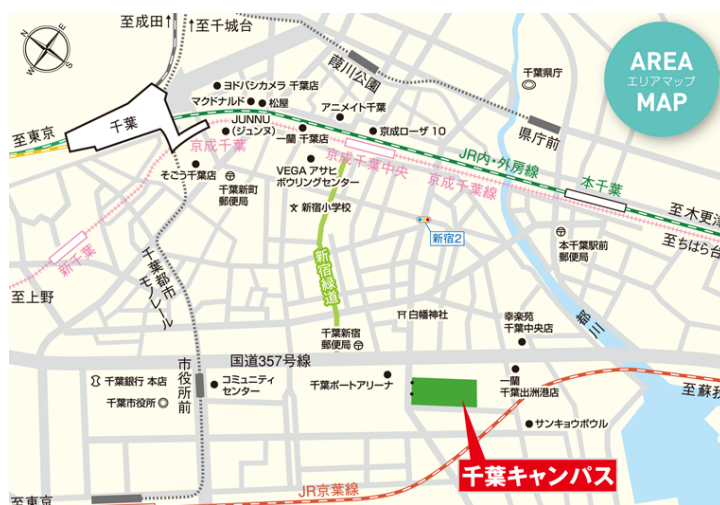 至成田↑
↑至千城台
N
E
W
S
AREA
エリアマップ
MAP
葭川公園
千葉県庁
ヨドバシカメラ 千葉店
マクドナルド
松屋
アニメイト千葉
県庁前
千葉
至東京
JUNNU
(ジュンヌ)
一蘭 千葉店
京成ローザ 10
京成千葉
京成千葉中央
JR内・外房線
本千葉
そごう千葉店
VEGA アサヒ
ボウリングセンター
京成千葉線
千葉新町
郵便局
至木更津
新宿小学校
新宿2
本千葉駅前
郵便局
至ちはら台
新千葉
千葉都市
モノレール
新宿緑道
至上野
白幡神社
幸楽苑
千葉中央店
都川
千葉新宿
郵便局
国道357号線
市役所前
千葉銀行 本店
コミュニティ
センター
千葉ポートアリーナ
一蘭
千葉出洲港店
至蘇我
千葉市役所
サンキョウボウル
千葉キャンパス
JR京葉線
至東京